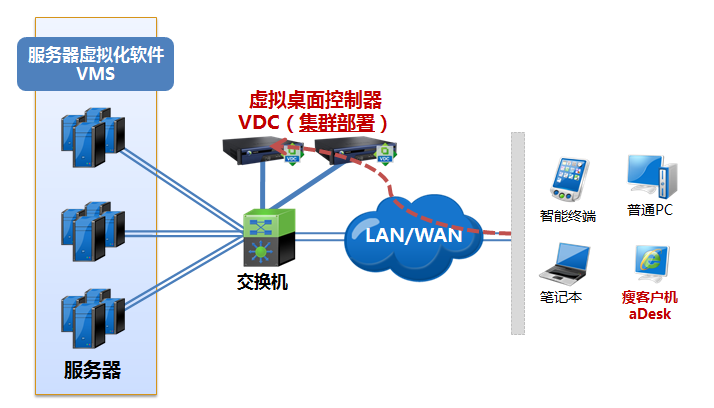 服务器虚拟化软件
VMS
虚拟桌面控制器
VDC（集群部署）
VDC
VDC
LAN/WAN
交换机
服务器
智能终端
普通PC
笔记本
瘦客户机
aDesk